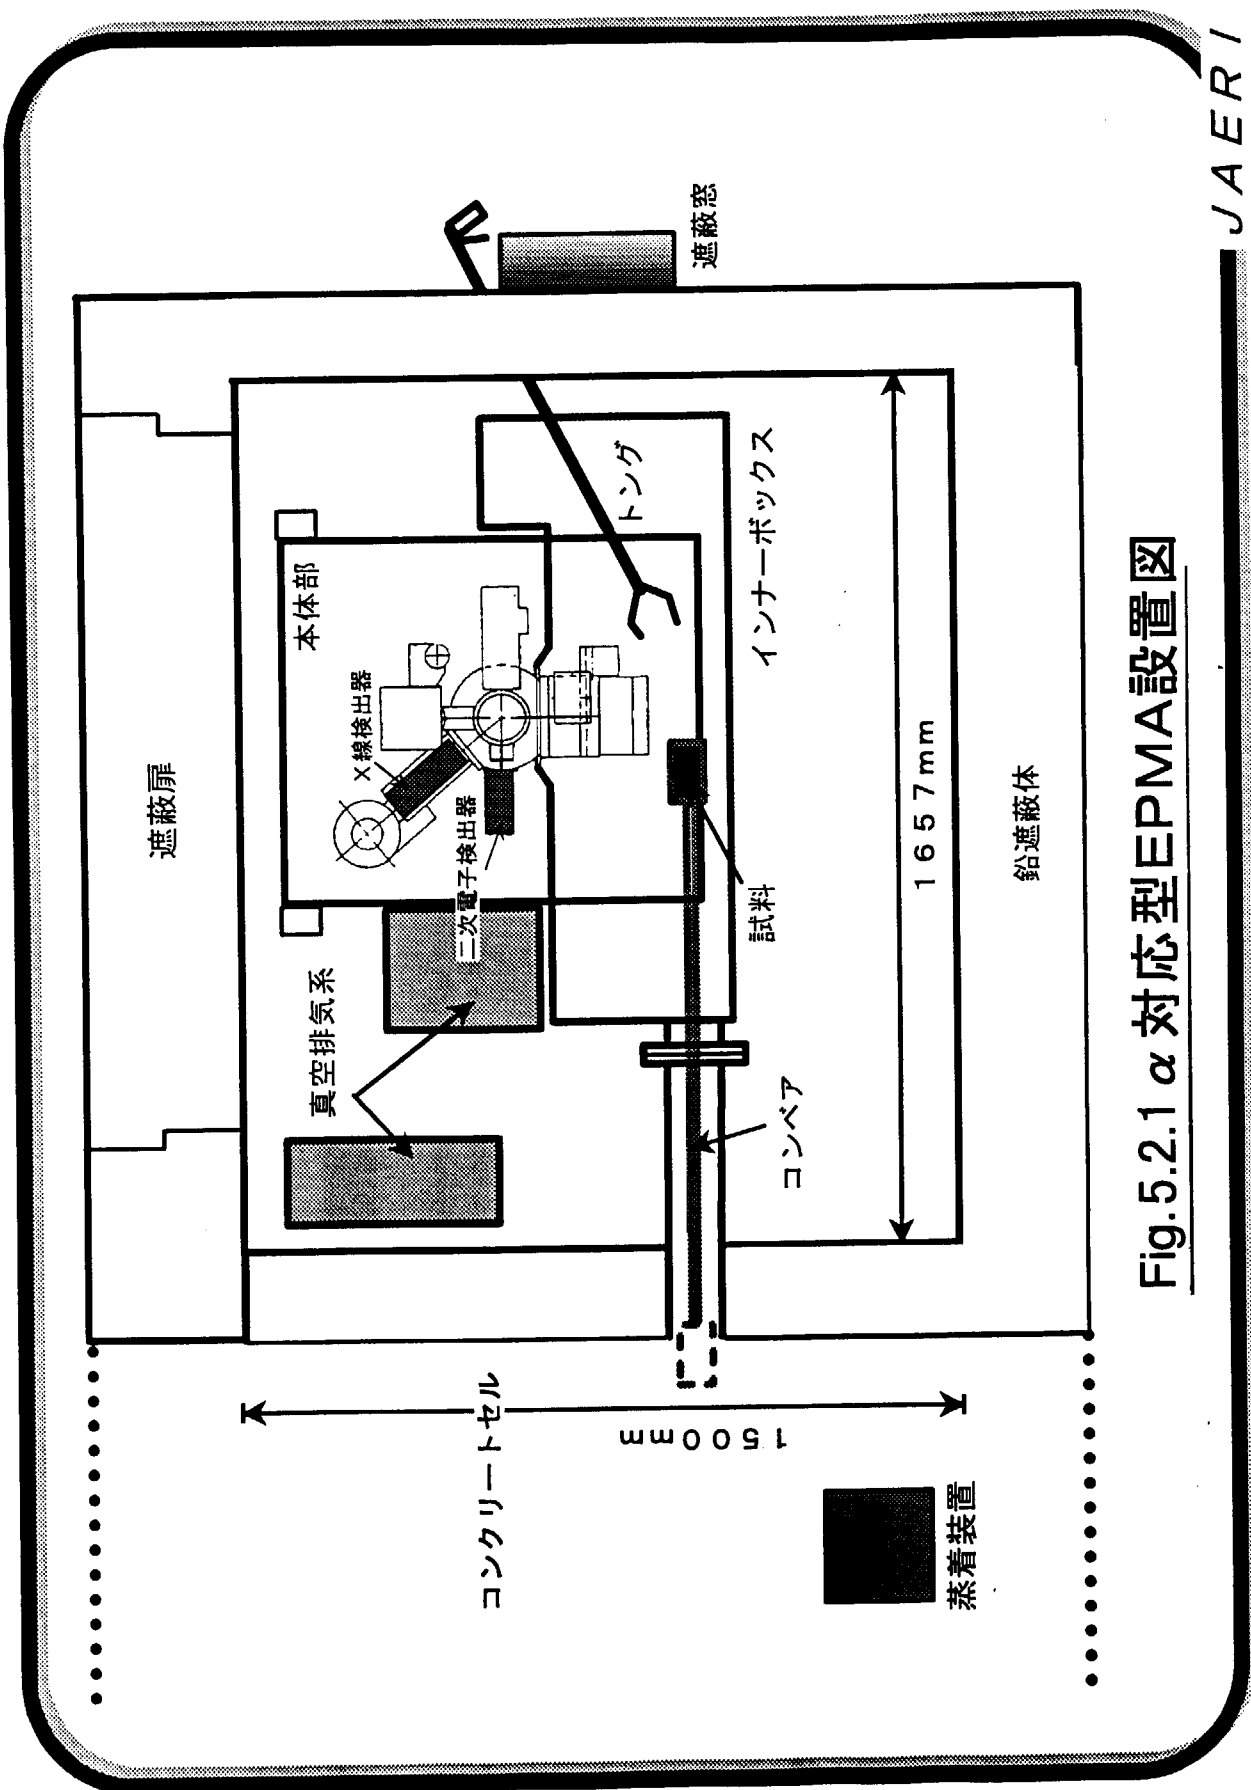 遮蔽扉
本体部
X線検出器
二次電子検出器
真空排気系
トング
遮蔽窓
インナーボックス
試料
コンベア
1657mm
鉛遮蔽体
コンクリートセル
1500mm
蒸着装置
Fig.5.2.1 α対応型EPMA設置図
JAERI